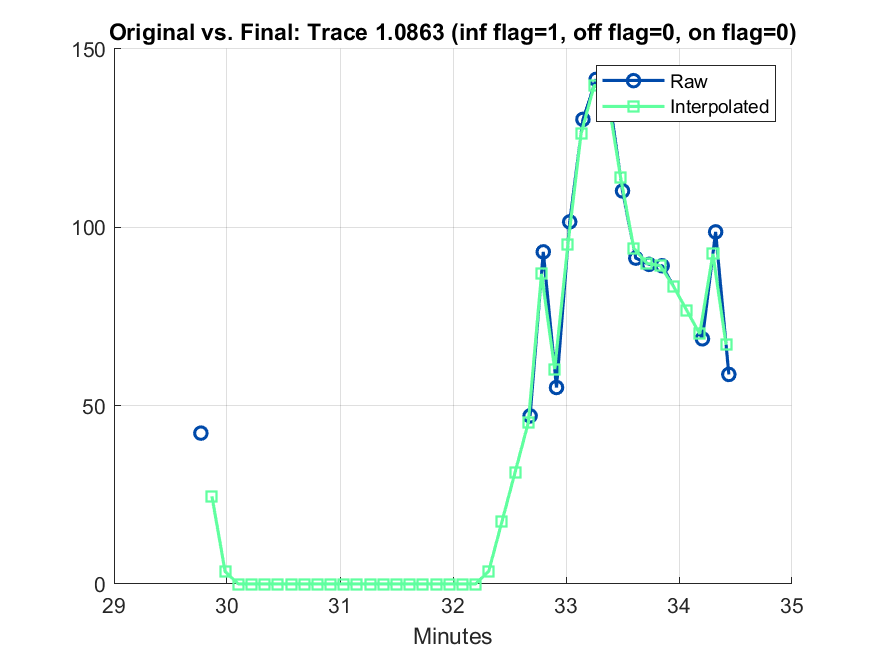 Original vs. Final: Trace 1.0863 (inf flag=1, off flag=0, on flag=0)
150
100
50
0
Raw
Interpolated
29 30 31 32 33 34 35
Minutes